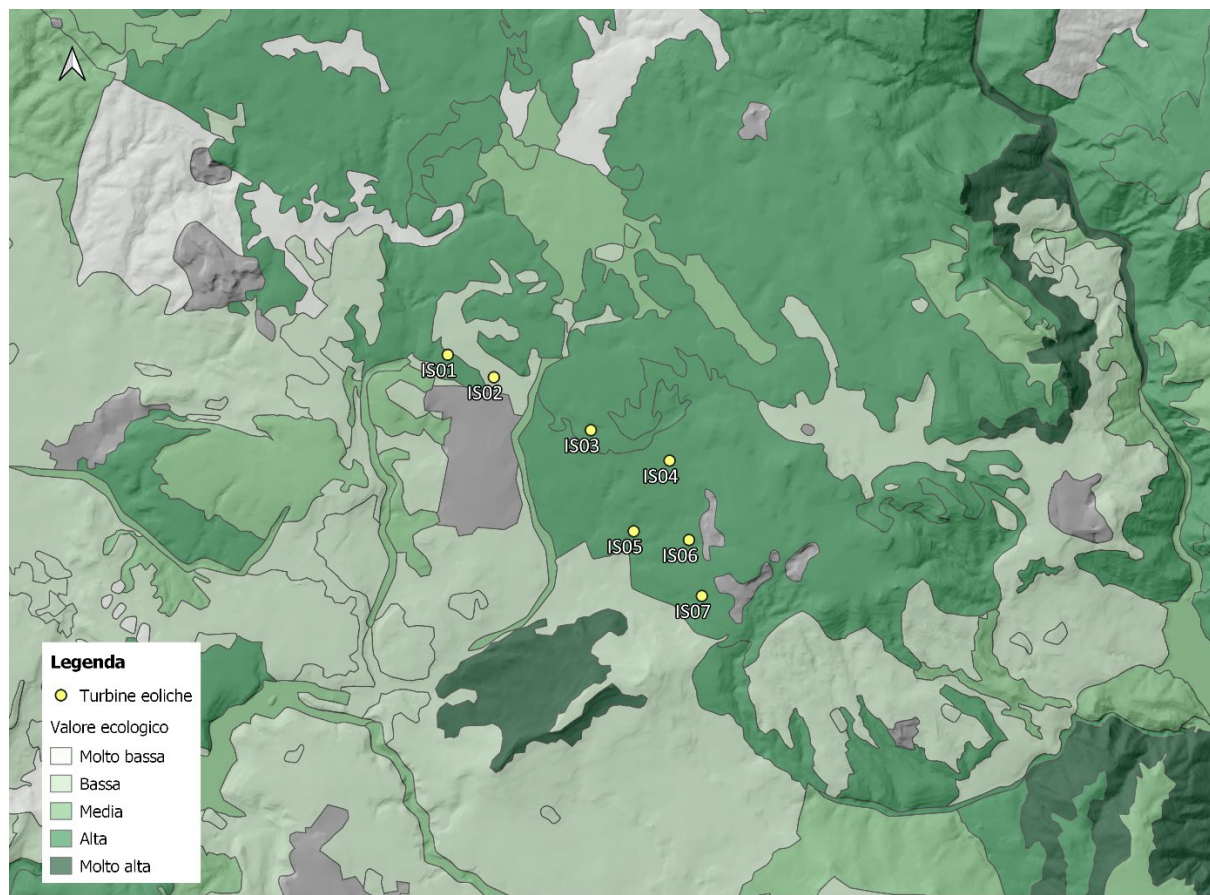 IS01
IS02
IS03
IS04
IS05
IS06
IS07
Legenda
Turbine eoliche
Valore ecologico
Molto bassa
Bassa
Media
Alta
Molto alta